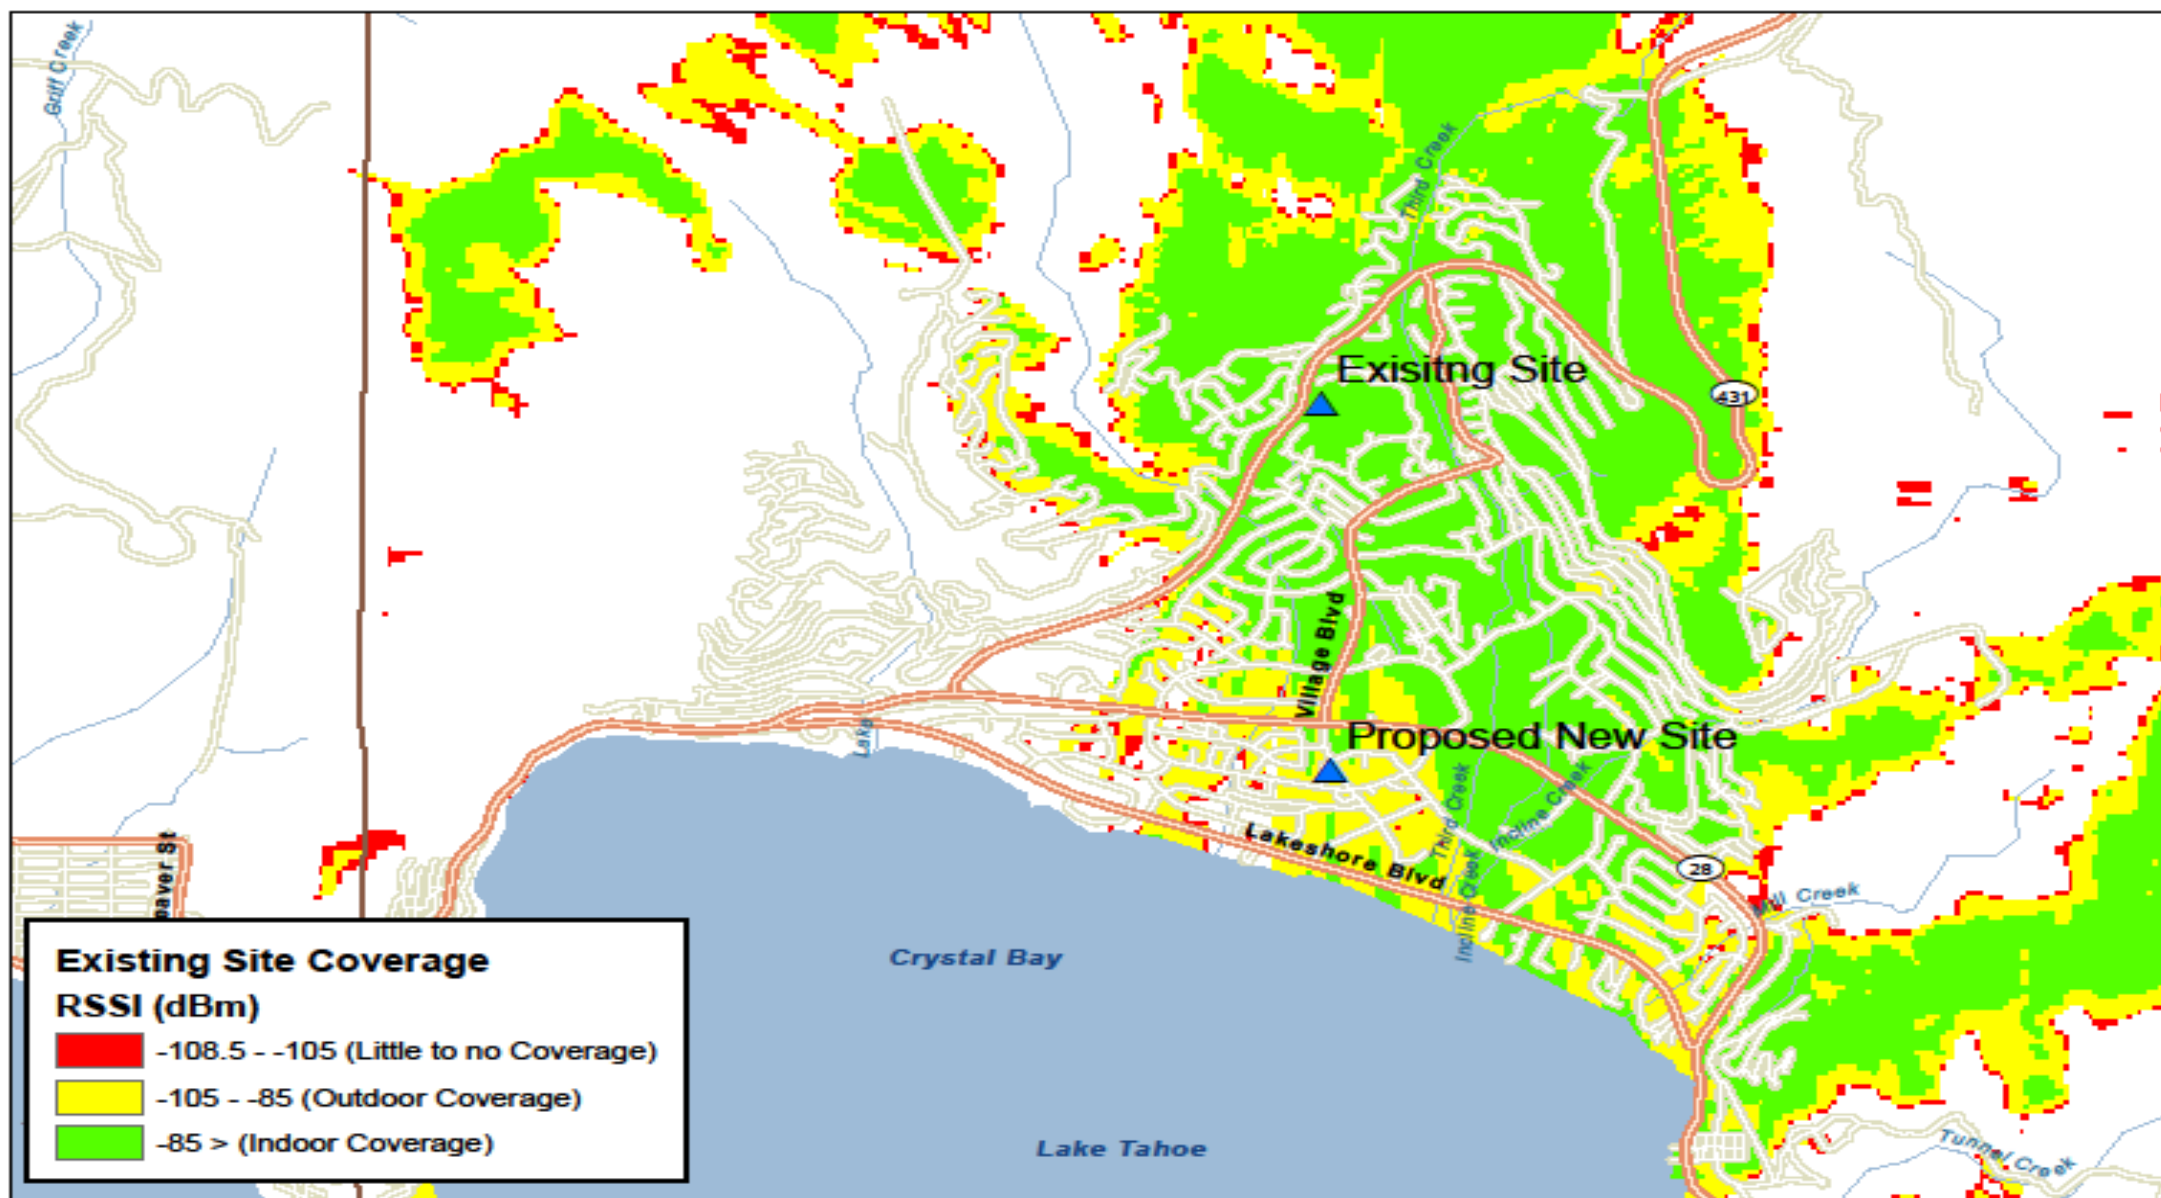 Griff Creek
Third Creek
Exisitng Site
431
Village Blvd
Proposed New Site
Lake
Third Creek
Incline Creek
Lakeshore Blvd
Incline Creek
28
Mill Creek
Crystal Bay
Lake Tahoe
Tunnel Creek
Existing Site Coverage
RSSI (dBm)
-108.5 - -105 (Little to no Coverage)
-105 - -85 (Outdoor Coverage)
-85 > (Indoor Coverage)